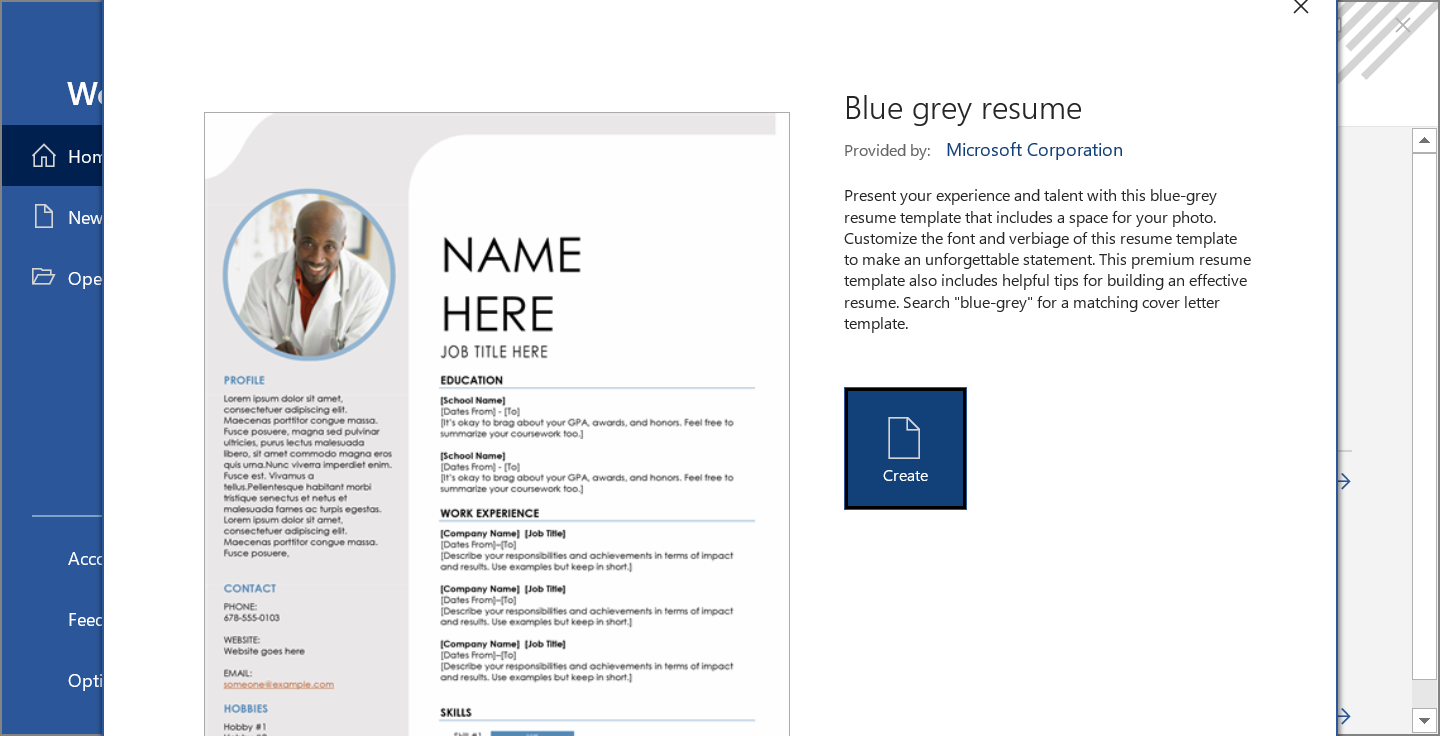 Hom
New
Ope
Acco
Feed
Opti
NAME
HERE
JOB TITLE HERE
PROFILE
Lorem ipsum dolor sit amet,
consectetuer adipiscing elit.
Maecenas porttitor congue massa.
Fusce posuere, magna sed pulvinar
ultricies, purus lectus malesuada
libero, sit amet commodo magna eros
quis urna.Nunc viverra imperdiet enim.
Fusce est. Vivamus a
tellus.Pellentesque habitant morbi
tristique senectus et netus et
malesuada fames ac turpis egestas.
Lorem ipsum dolor sit amet,
consectetuer adipiscing elit.
Maecenas porttitor congue massa.
Fusce posuere,
CONTACT
PHONE:
678-555-0103
WEBSITE:
Website goes here
EMAIL:
someone@example.com
HOBBIES
Hobby #1
EDUCATION
[School Name]
[Dates From] - [To]
[It's okay to brag about your GPA, awards, and honors. Feel free to
summarize your coursework too.]
[School Name]
[Dates From] - [To]
[It's okay to brag about your GPA, awards, and honors. Feel free to
summarize your coursework too.]
WORK EXPERIENCE
[Company Name]  [Job Title]
[Dates From]–[To]
[Describe your responsibilities and achievements in terms of impact
and results. Use examples but keep in short.]
[Company Name]  [Job Title]
[Dates From]–[To]
[Describe your responsibilities and achievements in terms of impact
and results. Use examples but keep in short.]
[Company Name]  [Job Title]
[Dates From]–[To]
[Describe your responsibilities and achievements in terms of impact
and results. Use examples but keep in short.]
SKILLS
Blue grey resume
Provided by: Microsoft Corporation
Present your experience and talent with this blue-grey
resume template that includes a space for your photo.
Customize the font and verbiage of this resume template
to make an unforgettable statement. This premium resume
template also includes helpful tips for building an effective
resume. Search "blue-grey" for a matching cover letter
template.
Create